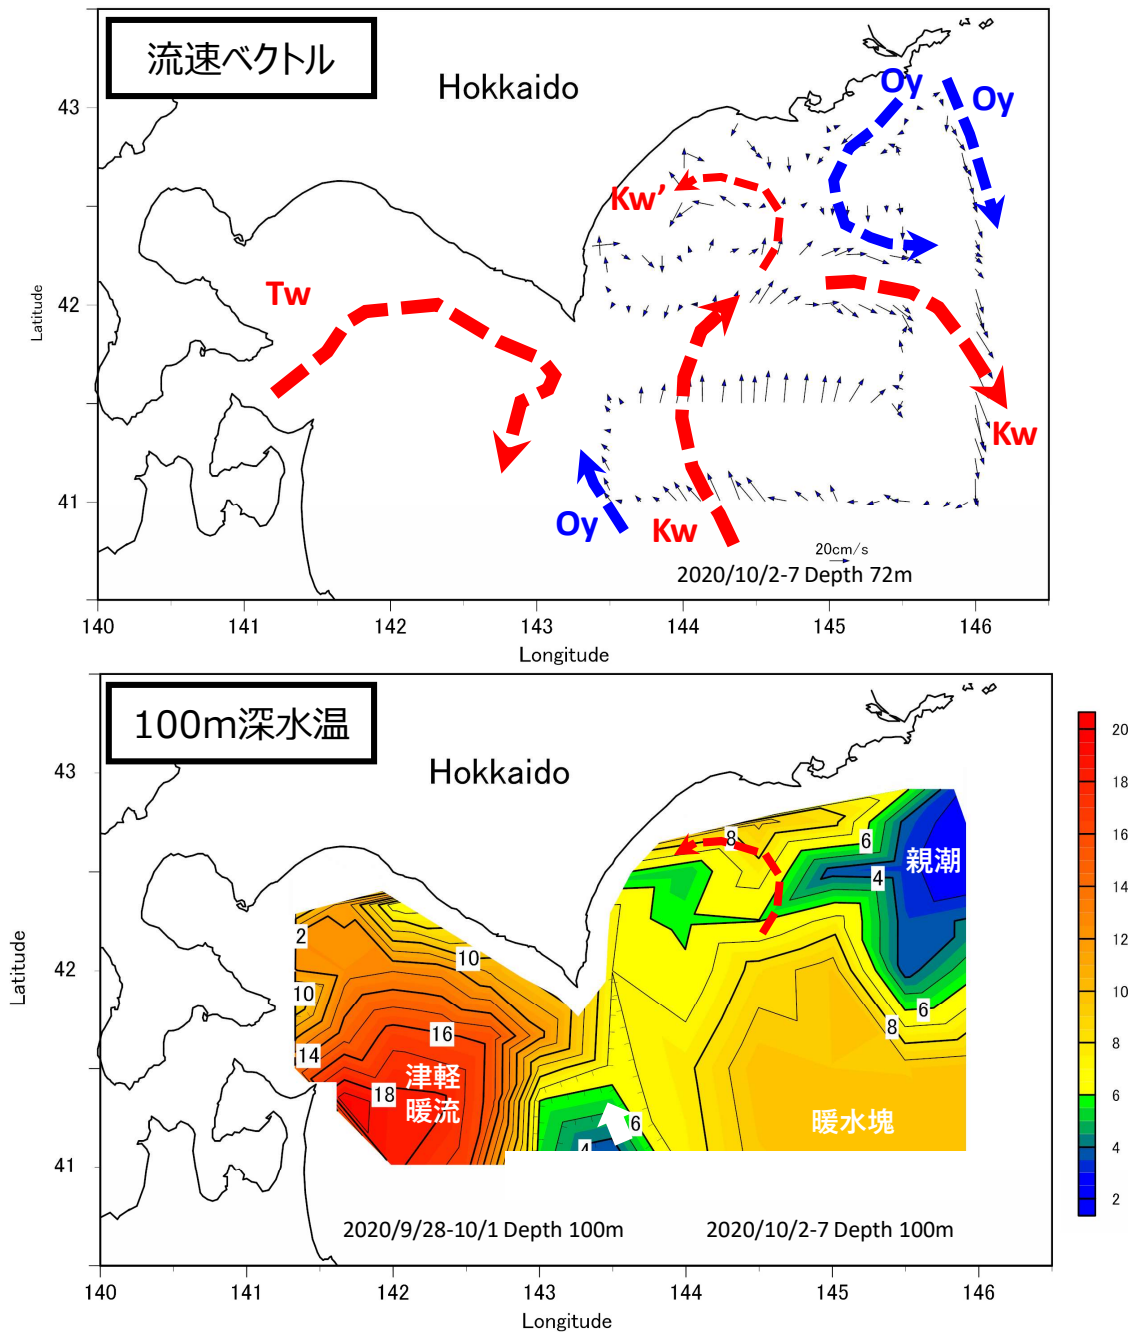 流速ベクトル
Hokkaido
Oy
Oy
43
Kw’
Tw
42
Latitude
Kw
41
Oy
Kw
20cm/s
2020/10/2-7 Depth 72m
140 141 142 143 144 145 146
Longitude
100m深水温
20
Hokkaido
43
18
16
8
6
親潮
4
14
2
10
12
42
10
Latitude
10
6
16
8
8
14
津軽
暖流
18
6
6
暖水塊
4
4
41
2
2020/9/28-10/1 Depth 100m
2020/10/2-7 Depth 100m
140 141 142 143 144 145 146
Longitude